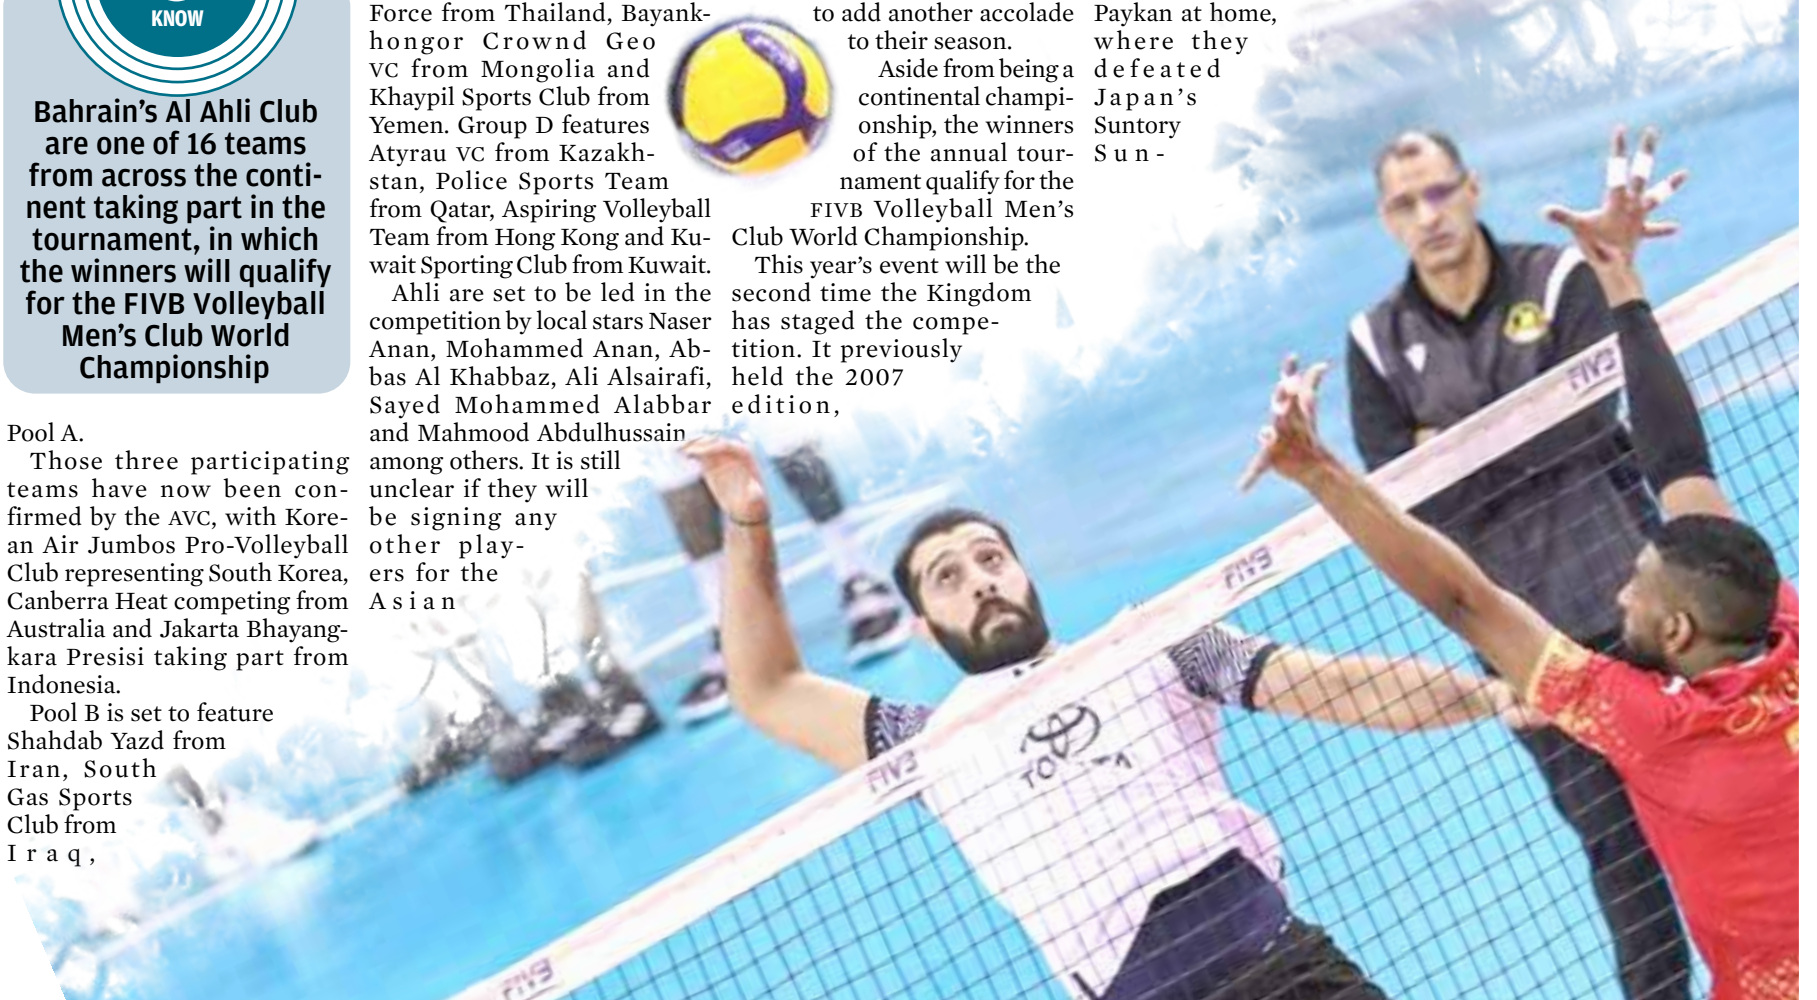 KNOW
Bahrain’s Al Ahli Club
are one of 16 teams
from across the conti-
nent taking part in the
tournament, in which
the winners will qualify
for the FIVB Volleyball
Men’s Club World
Championship
Pool A.
Those three participating
teams have now been con-
firmed by the AVC, with Kore-
an Air Jumbos Pro-Volleyball
Club representing South Korea,
Canberra Heat competing from
Australia and Jakarta Bhayang-
kara Presisi taking part from
Indonesia.
Pool B is set to feature
Shahdab Yazd from
Iran, South
Gas Sports
Club from
Iraq,
Force from Thailand, Bayank-
hongor Crownd Geo
VC from Mongolia and
Khaypil Sports Club from
Yemen. Group D features
Atyrau VC from Kazakh-
stan, Police Sports Team
from Qatar, Aspiring Volleyball
Team from Hong Kong and Ku-
wait Sporting Club from Kuwait.
Ahli are set to be led in the
competition by local stars Naser
Anan, Mohammed Anan, Ab-
bas Al Khabbaz, Ali Alsairafi,
Sayed Mohammed Alabbar
and Mahmood Abdulhussain
among others. It is still
unclear if they will
be signing any
other play-
ers for the
Asian
to add another accolade
to their season.
Aside from being a
continental champi-
onship, the winners
of the annual tour-
nament qualify for the
FIVB Volleyball Men’s
Club World Championship.
This year’s event will be the
second time the Kingdom
has staged the compe-
tition. It previously
held the 2007
edition,
Paykan at home,
where they
defeated
Japan’s
Suntory
Sun-
FIVB
FIVB
FIVB
FIVB